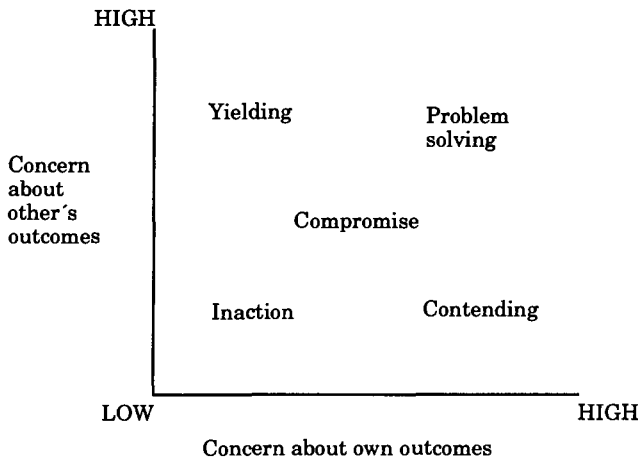 HIGH
Yielding
Problem
solving
Concern
about
other´s
outcomes
Compromise
Inaction
Contending
LOW
HIGH
Concern about own outcomes